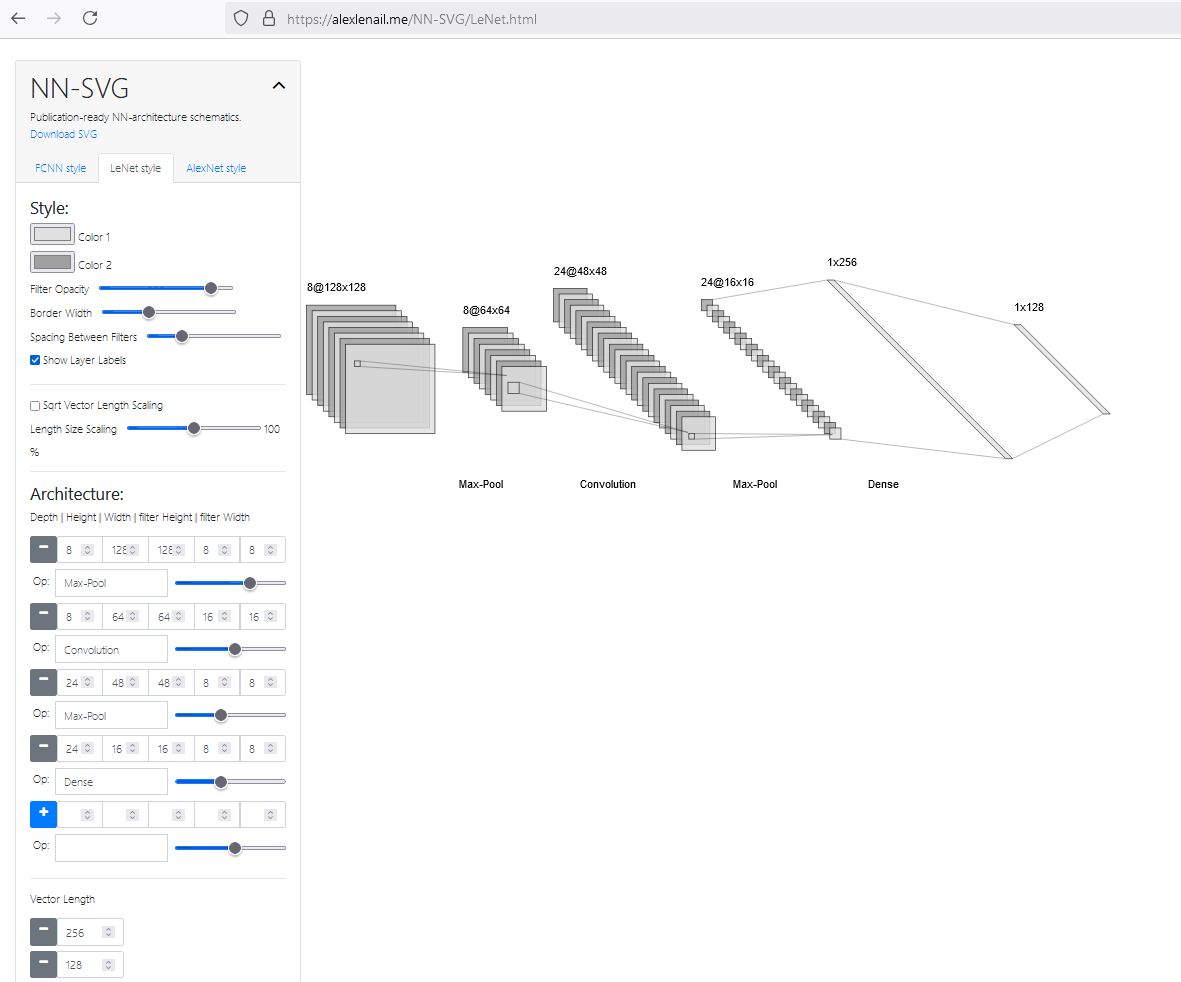 https://alexlenail.me/NN-SVG/LeNet.html
NN-SVG
Publication-ready NN-architecture schematics.
Download SVG
FCNN style
LeNet style
AlexNet style
Style:
Color 1
Color 2
Filter Opacity
Border Width
Spacing Between Filters
Show Layer Labels
Sqrt Vector Length Scaling
Length Size Scaling 100
%
Architecture:
Depth | Height | Width | filter Height | filter Width
− 8 128 128 8 8
Op: Max-Pool
− 8 64 64 16 16
Op: Convolution
− 24 48 48 8 8
Op: Max-Pool
− 24 16 16 8 8
Op: Dense
+
Op:
Vector Length
− 256
− 128
8@128x128
8@64x64
24@48x48
24@16x16
1x256
1x128
Max-Pool
Convolution
Max-Pool
Dense